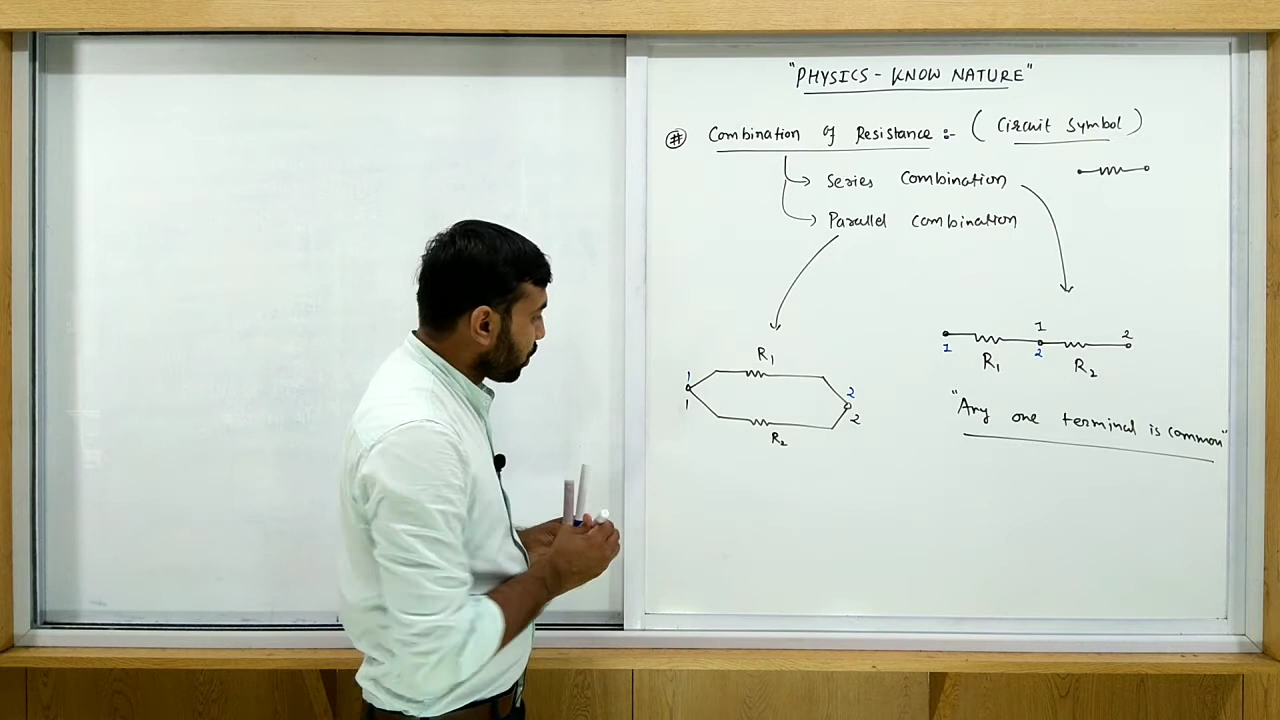 "PHYSICS - KNOW NATURE"
# Combination of Resistance :- (Circuit Symbol)
Series Combination
Parallel Combination
R1
1
2
1
2
R2
1
2
1
2
R1
R2
"Any one terminal is common"